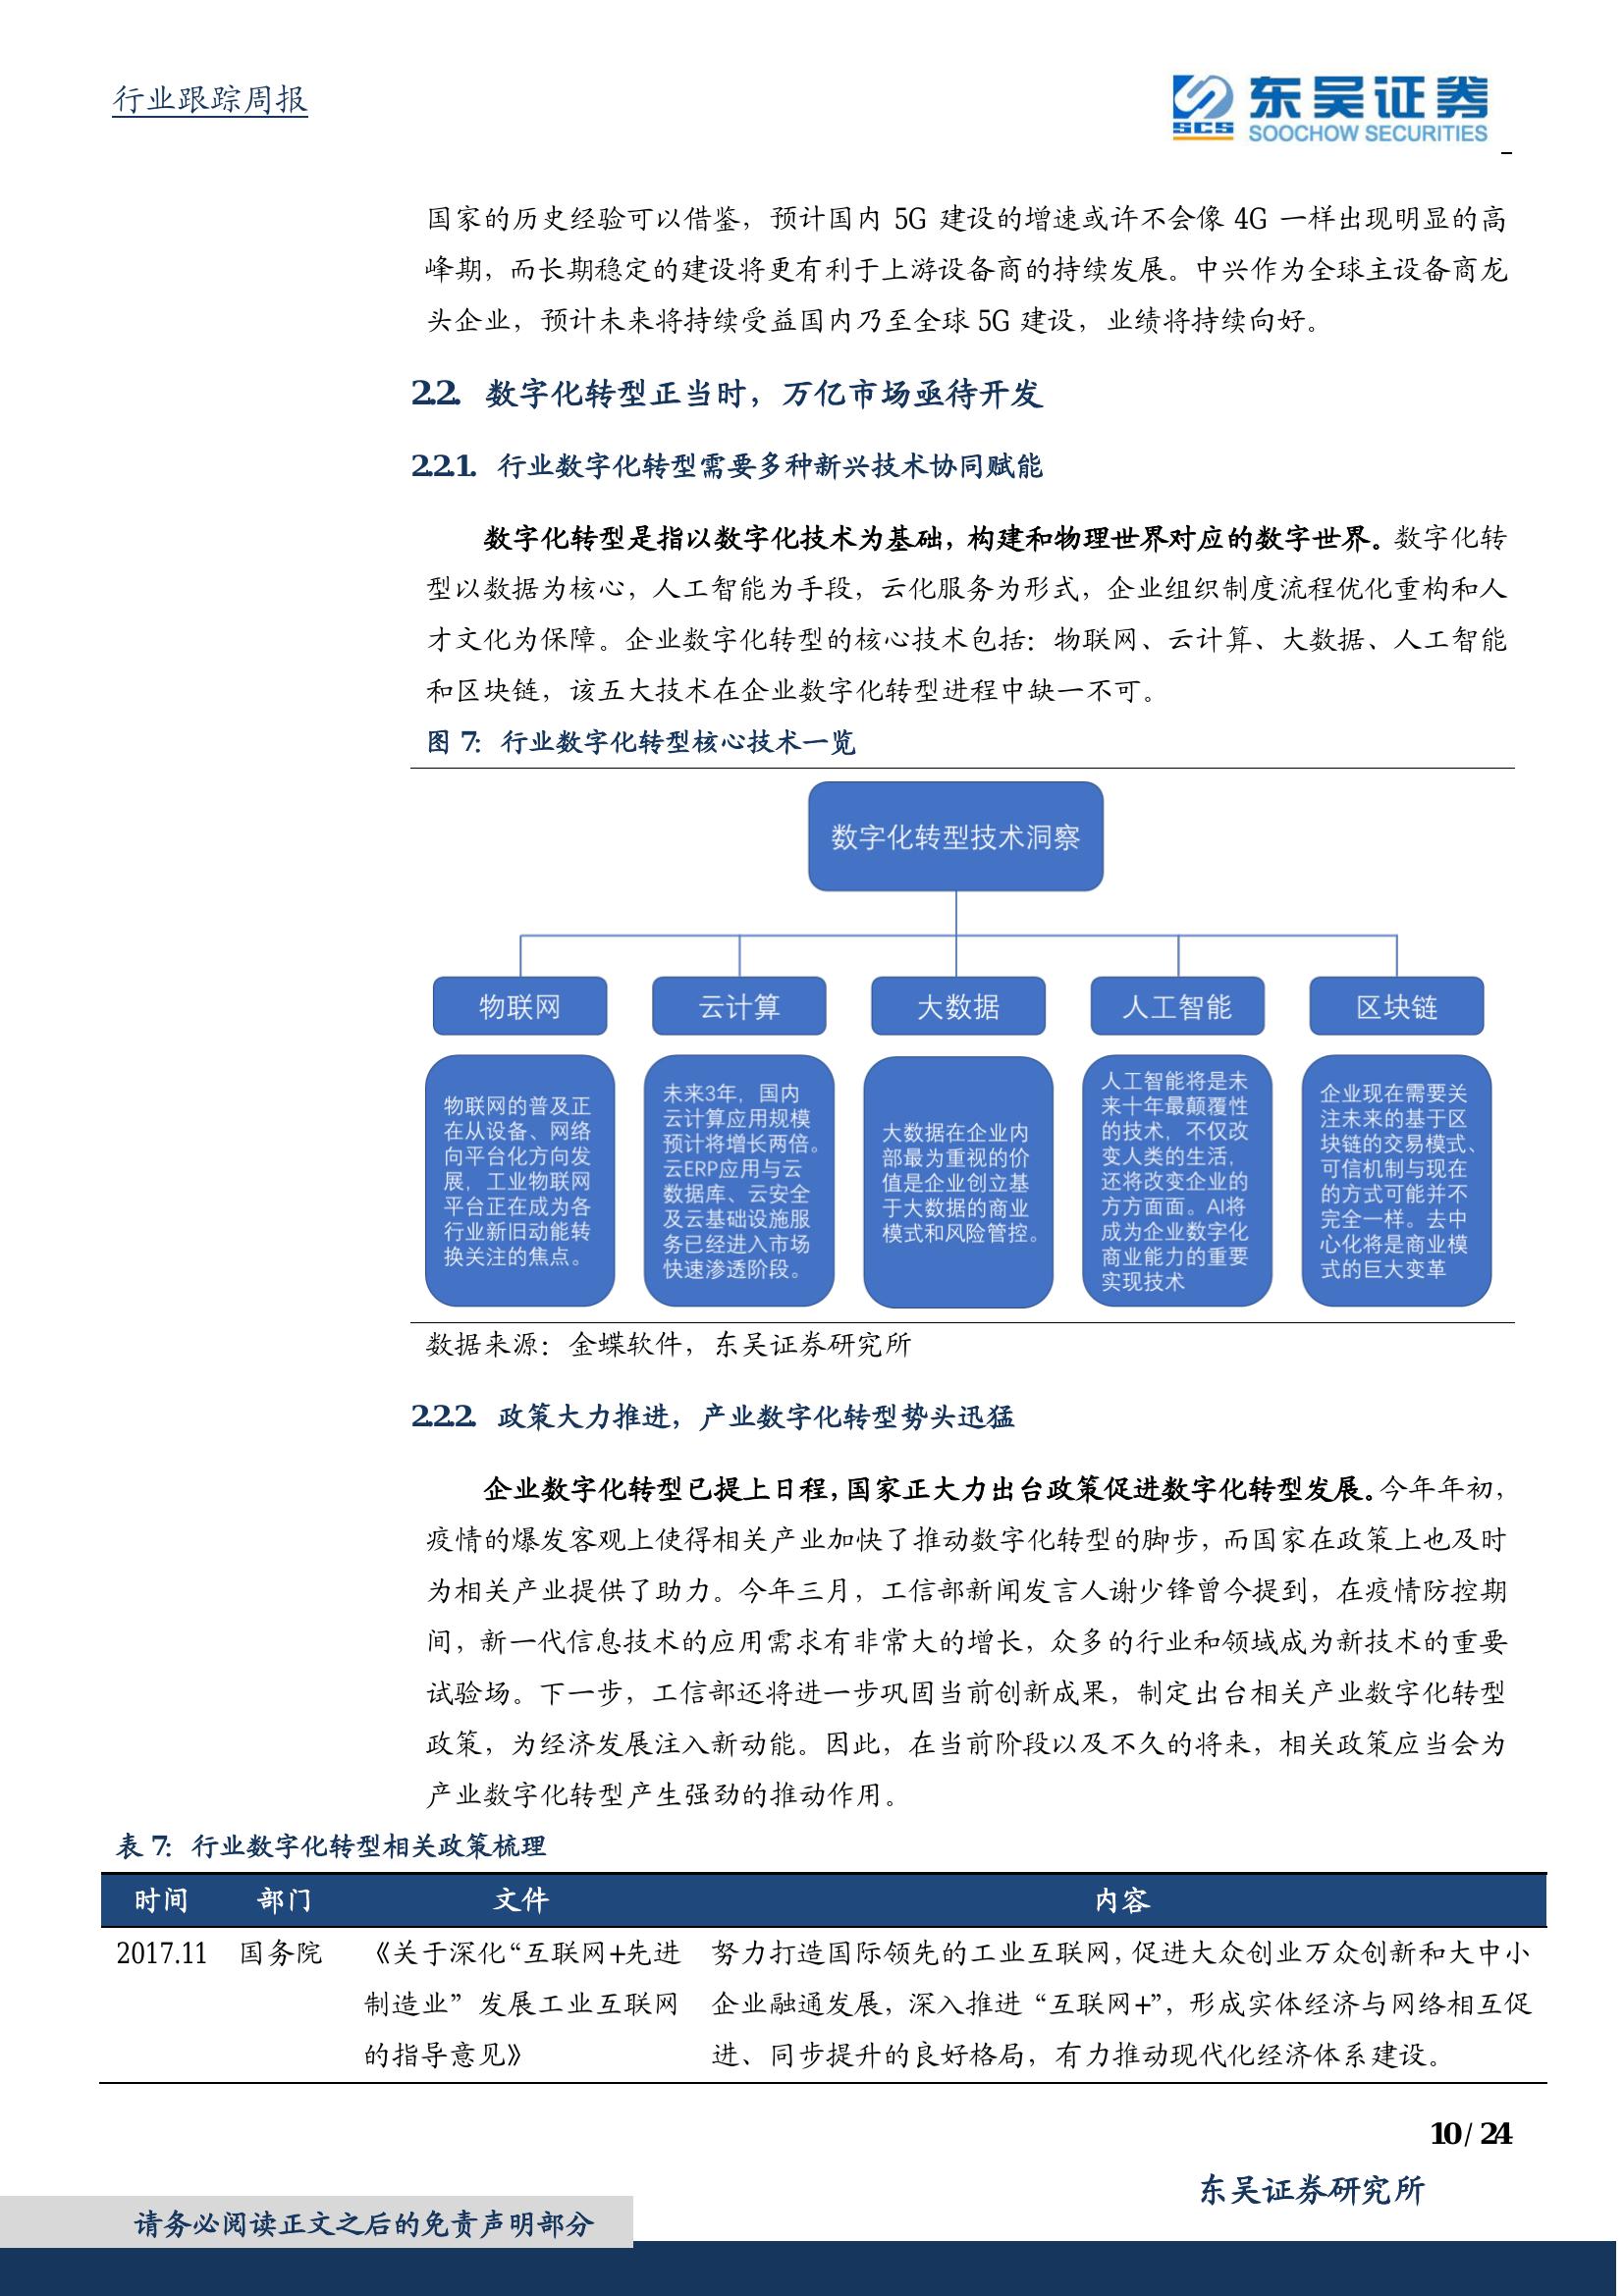 行业跟踪周报
东吴证券
SCS
SOOCHOW SECURITIES
国家的历史经验可以借鉴，预计国内 5G 建设的增速或许不会像 4G 一样出现明显的高
峰期，而长期稳定的建设将更有利于上游设备商的持续发展。中兴作为全球主设备商龙
头企业，预计未来将持续受益国内乃至全球 5G 建设，业绩将持续向好。
2.2. 数字化转型正当时，万亿市场亟待开发
2.2.1. 行业数字化转型需要多种新兴技术协同赋能
数字化转型是指以数字化技术为基础，构建和物理世界对应的数字世界。数字化转
型以数据为核心，人工智能为手段，云化服务为形式，企业组织制度流程优化重构和人
才文化为保障。企业数字化转型的核心技术包括：物联网、云计算、大数据、人工智能
和区块链，该五大技术在企业数字化转型进程中缺一不可。
图 7：行业数字化转型核心技术一览
数字化转型技术洞察
物联网
云计算
大数据
人工智能
区块链
物联网的普及正
在从设备、网络
向平台化方向发
展，工业物联网
平台正在成为各
行业新旧动能转
换关注的焦点。
未来3年，国内
云计算应用规模
预计将增长两倍。
云ERP应用与云
数据库、云安全
及云基础设施服
务已经进入市场
快速渗透阶段。
大数据在企业内
部最为重视的价
值是企业创立基
于大数据的商业
模式和风险管控。
人工智能将是未
来十年最颠覆性
的技术，不仅改
变人类的生活，
还将改变企业的
方方面面。AI将
成为企业数字化
商业能力的重要
实现技术
企业现在需要关
注未来的基于区
块链的交易模式、
可信机制与现在
的方式可能并不
完全一样。去中
心化将是商业模
式的巨大变革
数据来源：金蝶软件，东吴证券研究所
2.2.2. 政策大力推进，产业数字化转型势头迅猛
企业数字化转型已提上日程，国家正大力出台政策促进数字化转型发展。今年年初，
疫情的爆发客观上使得相关产业加快了推动数字化转型的脚步，而国家在政策上也及时
为相关产业提供了助力。今年三月，工信部新闻发言人谢少锋曾今提到，在疫情防控期
间，新一代信息技术的应用需求有非常大的增长，众多的行业和领域成为新技术的重要
试验场。下一步，工信部还将进一步巩固当前创新成果，制定出台相关产业数字化转型
政策，为经济发展注入新动能。因此，在当前阶段以及不久的将来，相关政策应当会为
产业数字化转型产生强劲的推动作用。
表 7：行业数字化转型相关政策梳理
时间 部门 文件 内容
2017.11 国务院 《关于深化“互联网+先进 努力打造国际领先的工业互联网，促进大众创业万众创新和大中小
制造业”发展工业互联网 企业融通发展，深入推进“互联网+”，形成实体经济与网络相互促
的指导意见》 进、同步提升的良好格局，有力推动现代化经济体系建设。
10 / 24
东吴证券研究所
请务必阅读正文之后的免责声明部分